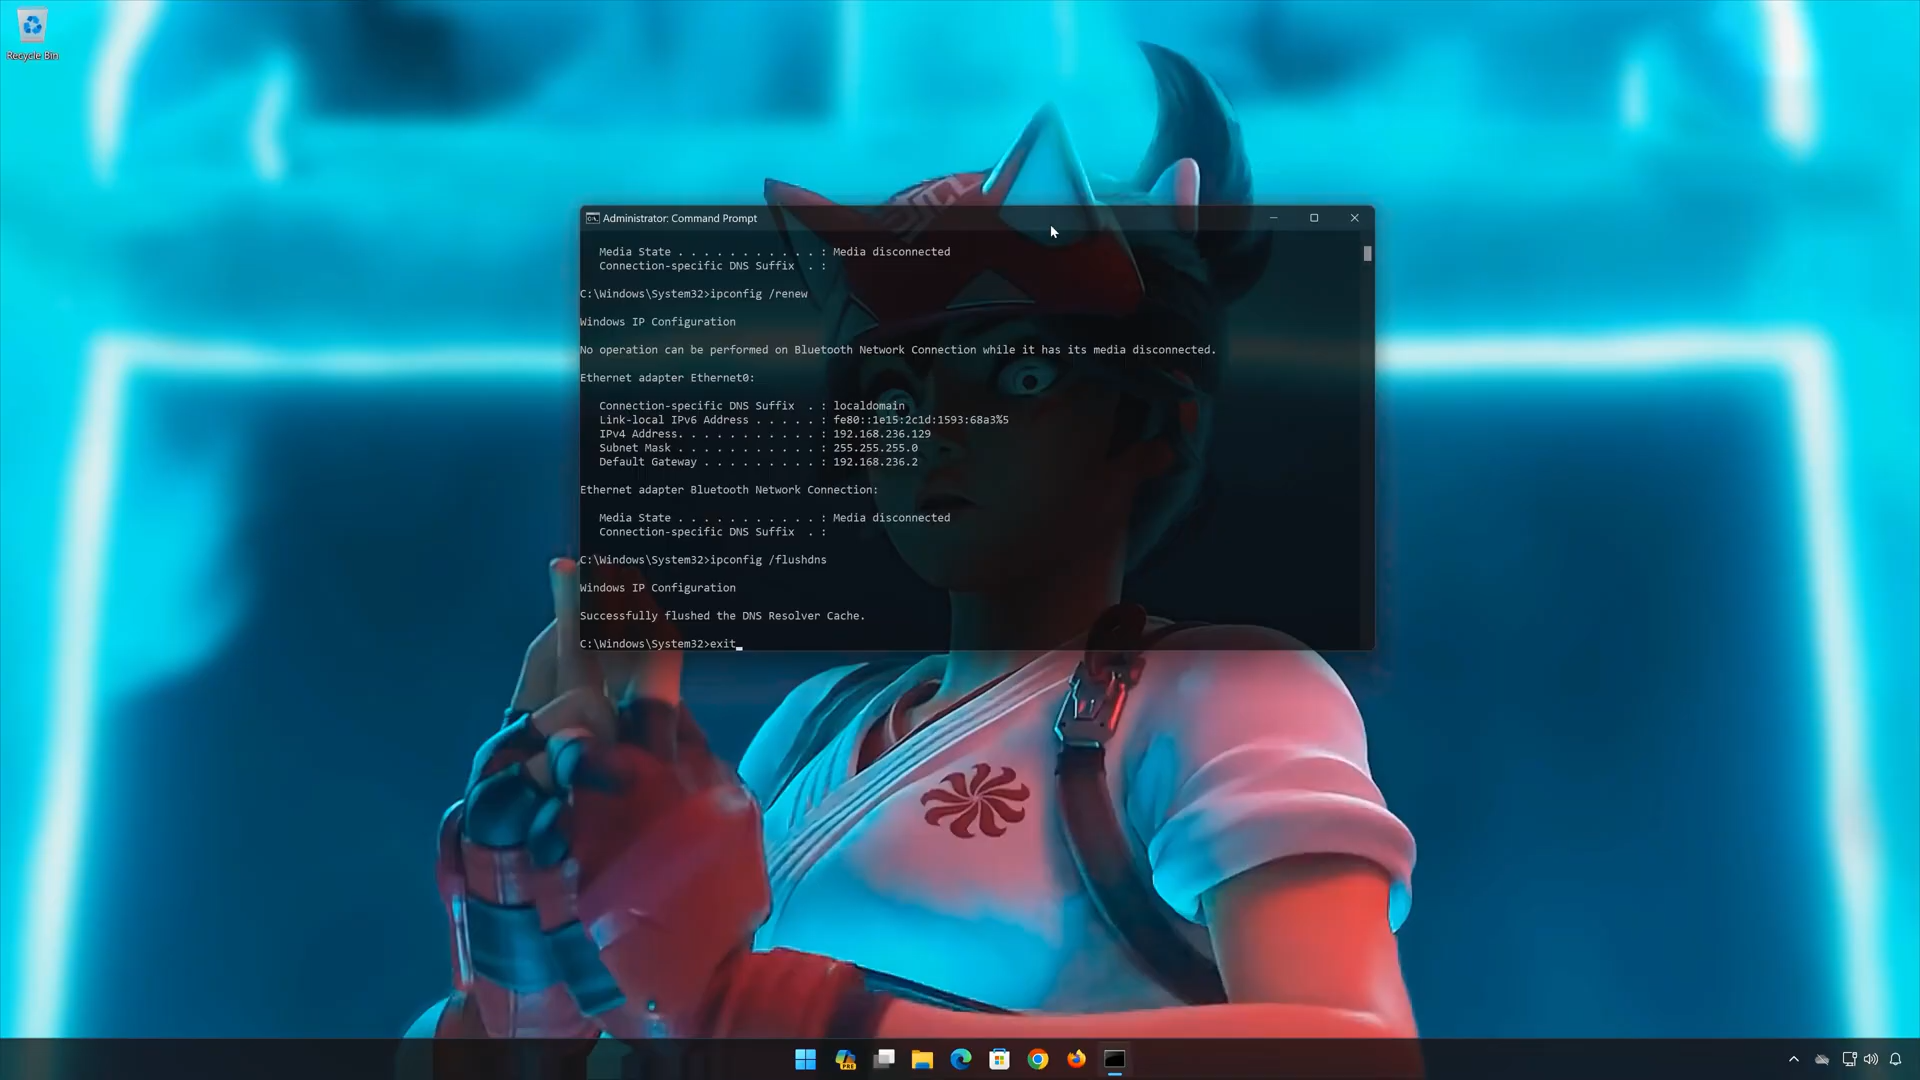 Recycle Bin
Administrator: Command Prompt
Media State . . . . . . . . . . . : Media disconnected
Connection-specific DNS Suffix  . :
C:\Windows\System32>ipconfig /renew
Windows IP Configuration
No operation can be performed on Bluetooth Network Connection while it has its media disconnected.
Ethernet adapter Ethernet0:
Connection-specific DNS Suffix  . : localdomain
Link-local IPv6 Address . . . . . : fe80::1e15:2c1d:1593:68a3%5
IPv4 Address. . . . . . . . . . . : 192.168.236.129
Subnet Mask . . . . . . . . . . . : 255.255.255.0
Default Gateway . . . . . . . . . : 192.168.236.2
Ethernet adapter Bluetooth Network Connection:
Media State . . . . . . . . . . . : Media disconnected
Connection-specific DNS Suffix  . :
C:\Windows\System32>ipconfig /flushdns
Windows IP Configuration
Successfully flushed the DNS Resolver Cache.
C:\Windows\System32>exit
PRE